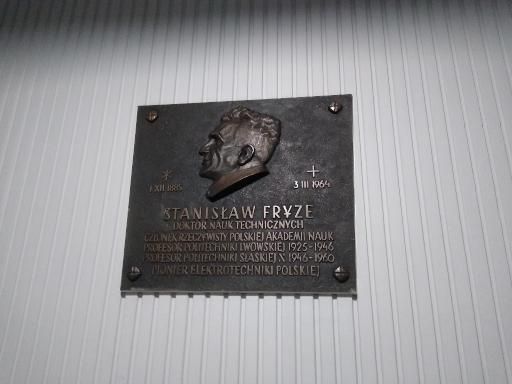 1 XII 1885
3 III 1964
STANISŁAW FRYZE
DOKTOR NAUK TECHNICZNYCH
CZŁONEK RZECZYWISTY POLSKIEJ AKADEMII NAUK
PROFESOR POLITECHNIKI LWOWSKIEJ 1925-1946
PROFESOR POLITECHNIKI ŚLĄSKIEJ 1946-1960
PIONIER ELEKTROTECHNIKI POLSKIEJ